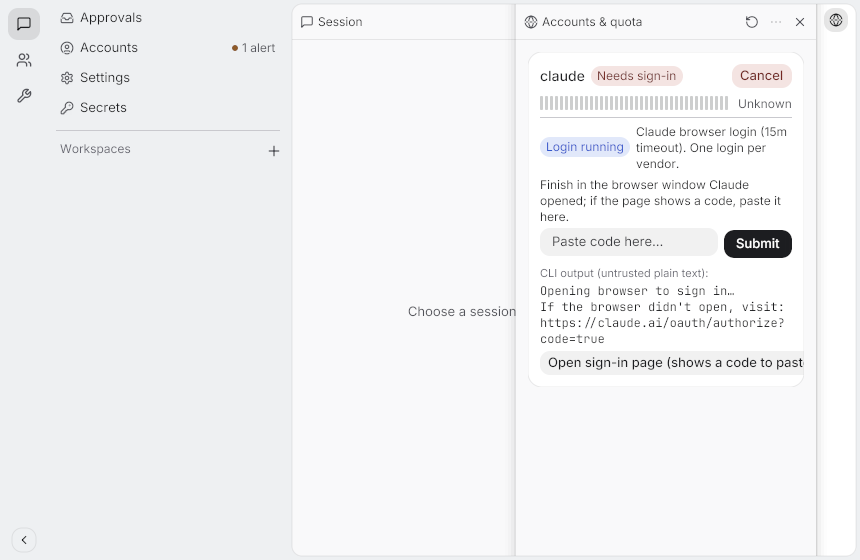 Approvals
Accounts
1 alert
Settings
Secrets
Workspaces
Session
Choose a session
Accounts & quota
claude
Needs sign-in
Cancel
Unknown
Login running
Claude browser login (15m
timeout). One login per
vendor.
Finish in the browser window Claude
opened; if the page shows a code, paste it
here.
Paste code here...
Submit
CLI output (untrusted plain text):
Opening browser to sign in…
If the browser didn't open, visit:
https://claude.ai/oauth/authorize?
code=true
Open sign-in page (shows a code to paste